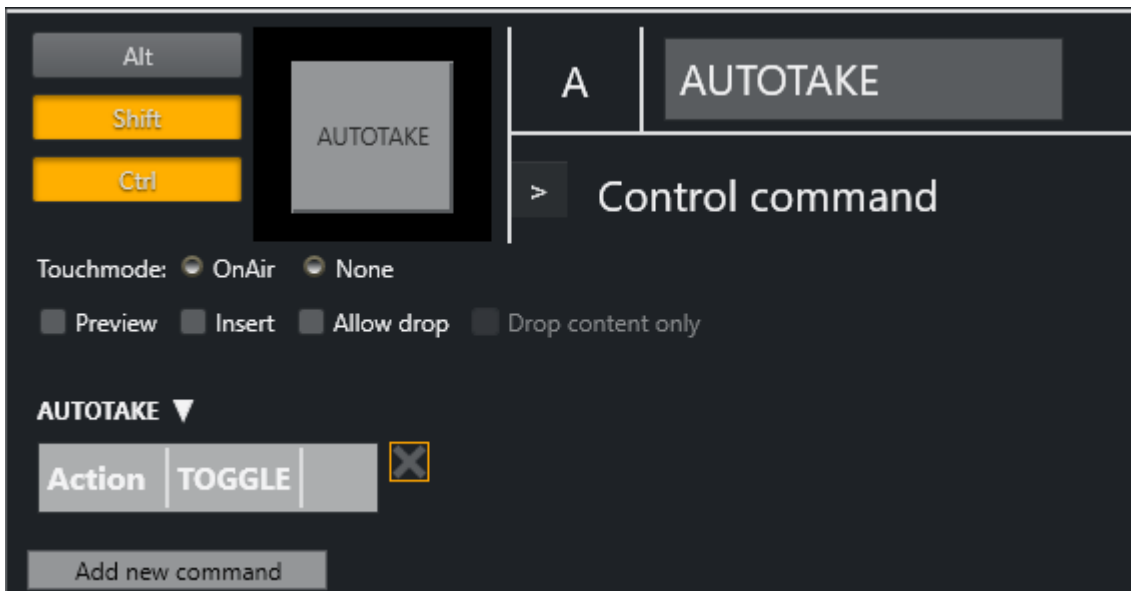 Alt
Shift
Ctrl
AUTOTAKE
A
AUTOTAKE
> Control command
Touchmode: OnAir None
Preview Insert Allow drop Drop content only
AUTOTAKE ▼
Action TOGGLE
Add new command